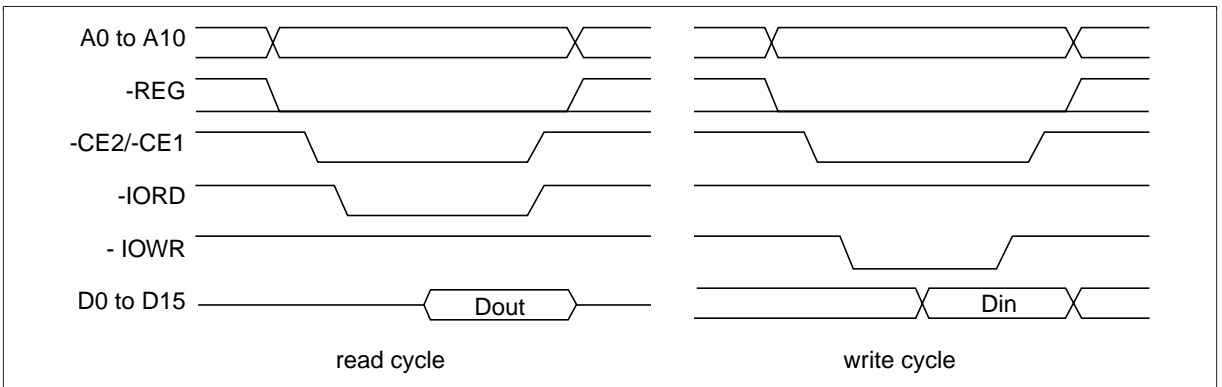 A0 to A10
-REG
-CE2/-CE1
-IORD
- IOWR
D0 to D15
Dout
Din
read cycle
write cycle